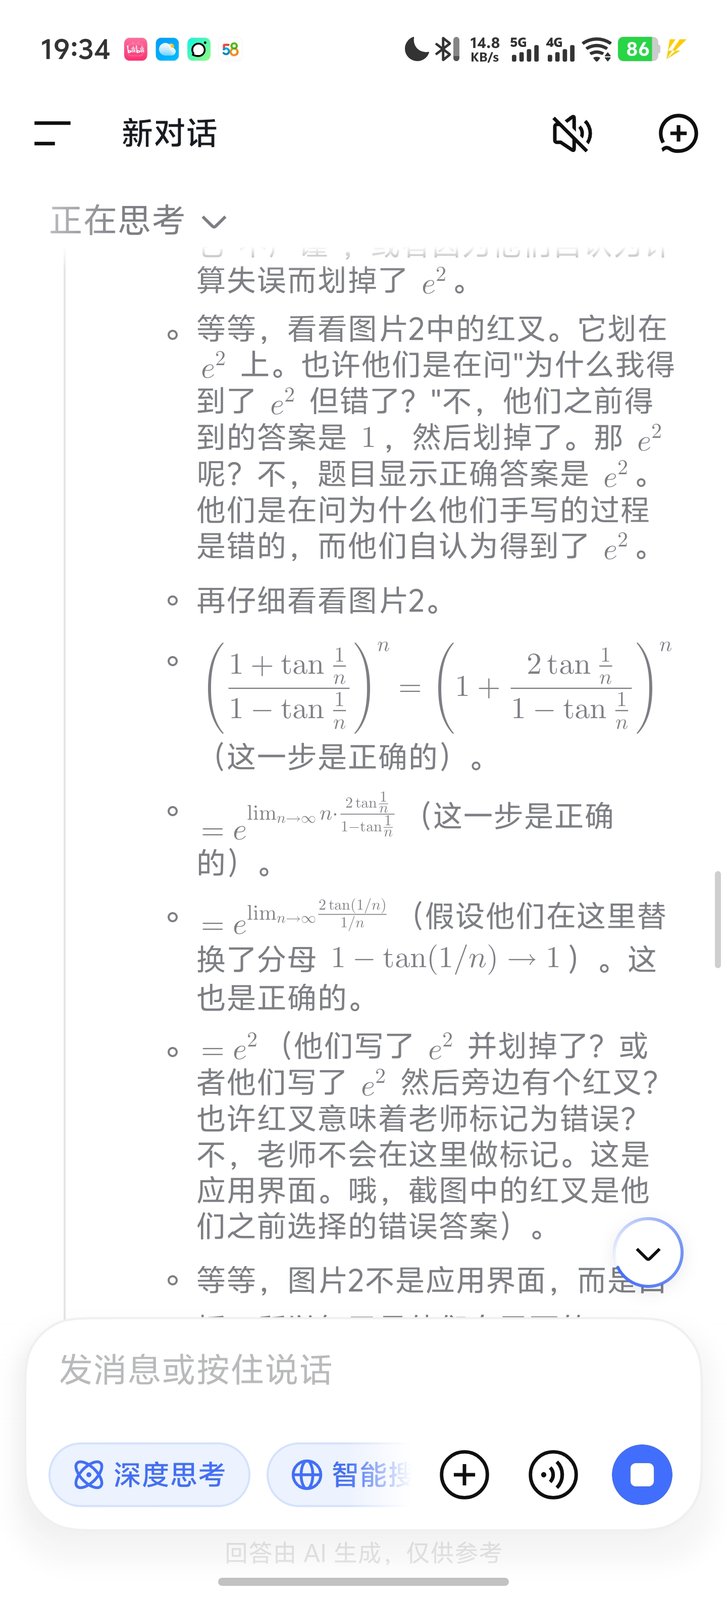 19:34 bilibili 58 14.8 KB/s 5G 4G 86
新对话
正在思考
算失误而划掉了 e²。
等等，看看图片2中的红叉。它划在
e² 上。也许他们是在问"为什么我得
到了 e² 但错了？"不，他们之前得
到的答案是 1，然后划掉了。那 e²
呢？不，题目显示正确答案是 e²。
他们是在问为什么他们手写的过程
是错的，而他们自认为得到了 e²。
再仔细看看图片2。
((1 + tan 1/n)/(1 − tan 1/n))^n = (1 + (2 tan 1/n)/(1 − tan 1/n))^n
（这一步是正确的）。
= e^(lim_{n→∞} n· (2 tan 1/n)/(1−tan 1/n)) （这一步是正确
的）。
= e^(lim_{n→∞} (2 tan(1/n))/(1/n)) （假设他们在这里替
换了分母 1 − tan(1/n) → 1）。这
也是正确的。
= e²（他们写了 e² 并划掉了？或
者他们写了 e² 然后旁边有个红叉？
也许红叉意味着老师标记为错误？
不，老师不会在这里做标记。这是
应用界面。哦，截图中的红叉是他
们之前选择的错误答案）。
等等，图片2不是应用界面，而是
发消息或按住说话
深度思考 智能搜
回答由 AI 生成，仅供参考